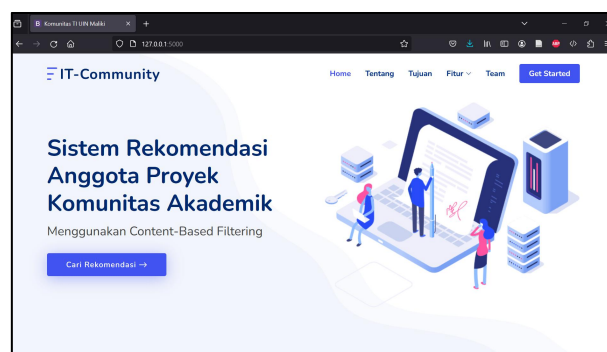 B Komunitas TI UIN Maliki
127.0.0.1:5000
IT-Community
Home Tentang Tujuan Fitur Team Get Started
Sistem Rekomendasi
Anggota Proyek
Komunitas Akademik
Menggunakan Content-Based Filtering
Cari Rekomendasi →